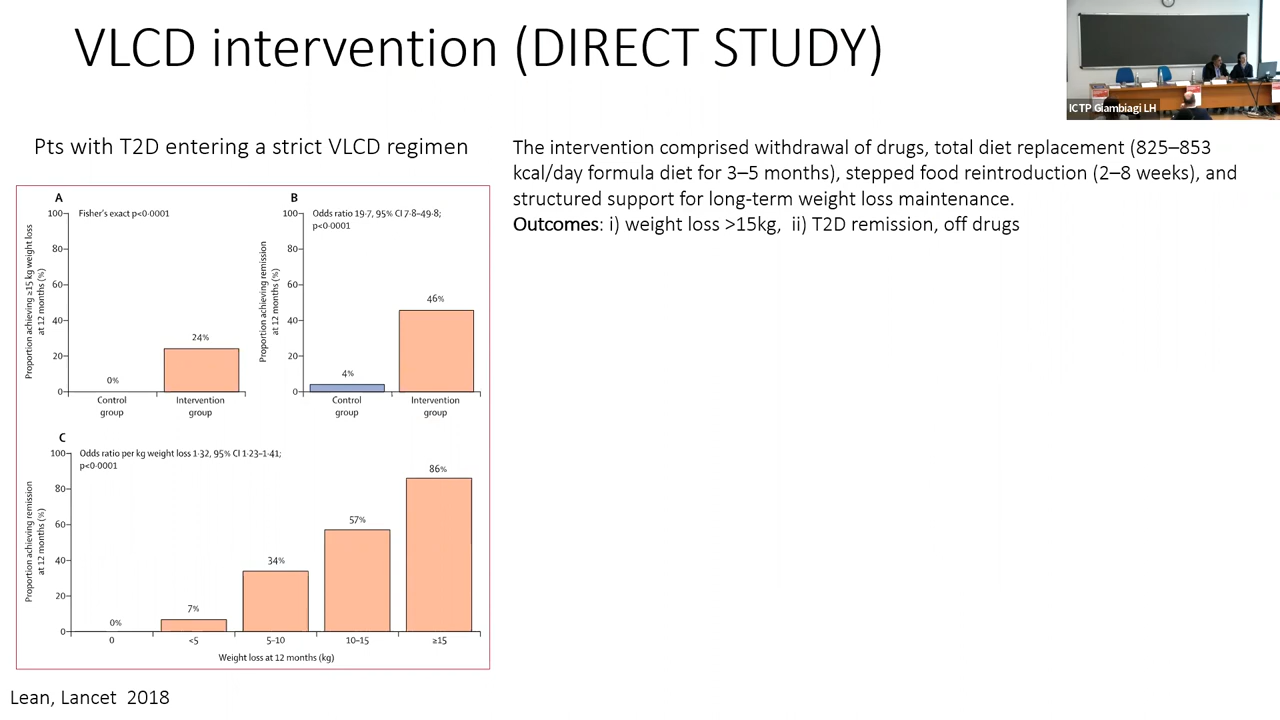 VLCD intervention (DIRECT STUDY)
ICTP Giambiagi LH
Pts with T2D entering a strict VLCD regimen
The intervention comprised withdrawal of drugs, total diet replacement (825–853
kcal/day formula diet for 3–5 months), stepped food reintroduction (2–8 weeks), and
structured support for long-term weight loss maintenance.
Outcomes: i) weight loss >15kg, ii) T2D remission, off drugs
A
Fisher's exact p<0·0001
Proportion achieving ≥15 kg weight loss
at 12 months (%)
100
80
60
40
20
0
0%
24%
Control
group
Intervention
group
B
Odds ratio 19·7, 95% CI 7·8–49·8;
p<0·0001
Proportion achieving remission
at 12 months (%)
100
80
60
40
20
0
4%
46%
Control
group
Intervention
group
C
Odds ratio per kg weight loss 1·32, 95% CI 1·23–1·41;
p<0·0001
Proportion achieving remission
at 12 months (%)
100
80
60
40
20
0
0%
7%
34%
57%
86%
0
<5
5–10
10–15
≥15
Weight loss at 12 months (kg)
Lean, Lancet 2018